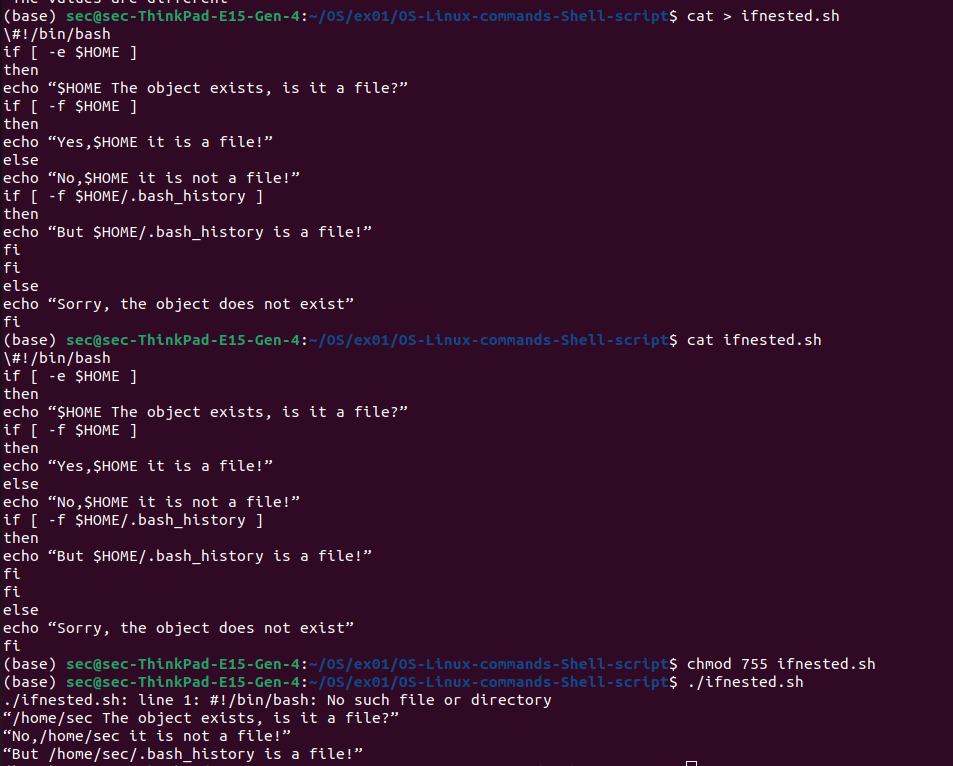 The values are different
(base) sec@sec-ThinkPad-E15-Gen-4:~/OS/ex01/OS-Linux-commands-Shell-script$ cat > ifnested.sh
\#!/bin/bash
if [ -e $HOME ]
then
echo “$HOME The object exists, is it a file?”
if [ -f $HOME ]
then
echo “Yes,$HOME it is a file!”
else
echo “No,$HOME it is not a file!”
if [ -f $HOME/.bash_history ]
then
echo “But $HOME/.bash_history is a file!”
fi
fi
else
echo “Sorry, the object does not exist”
fi
(base) sec@sec-ThinkPad-E15-Gen-4:~/OS/ex01/OS-Linux-commands-Shell-script$ cat ifnested.sh
\#!/bin/bash
if [ -e $HOME ]
then
echo “$HOME The object exists, is it a file?”
if [ -f $HOME ]
then
echo “Yes,$HOME it is a file!”
else
echo “No,$HOME it is not a file!”
if [ -f $HOME/.bash_history ]
then
echo “But $HOME/.bash_history is a file!”
fi
fi
else
echo “Sorry, the object does not exist”
fi
(base) sec@sec-ThinkPad-E15-Gen-4:~/OS/ex01/OS-Linux-commands-Shell-script$ chmod 755 ifnested.sh
(base) sec@sec-ThinkPad-E15-Gen-4:~/OS/ex01/OS-Linux-commands-Shell-script$ ./ifnested.sh
./ifnested.sh: line 1: #!/bin/bash: No such file or directory
“/home/sec The object exists, is it a file?”
“No,/home/sec it is not a file!”
“But /home/sec/.bash_history is a file!”